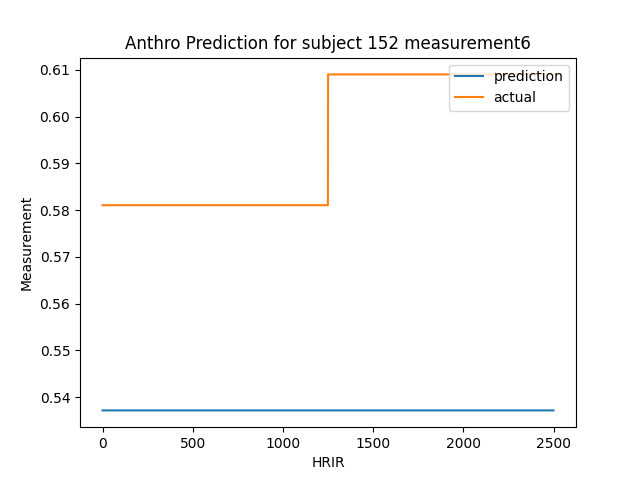 Anthro Prediction for subject 152 measurement6
prediction
actual
Measurement
0.61
0.60
0.59
0.58
0.57
0.56
0.55
0.54
0 500 1000 1500 2000 2500
HRIR